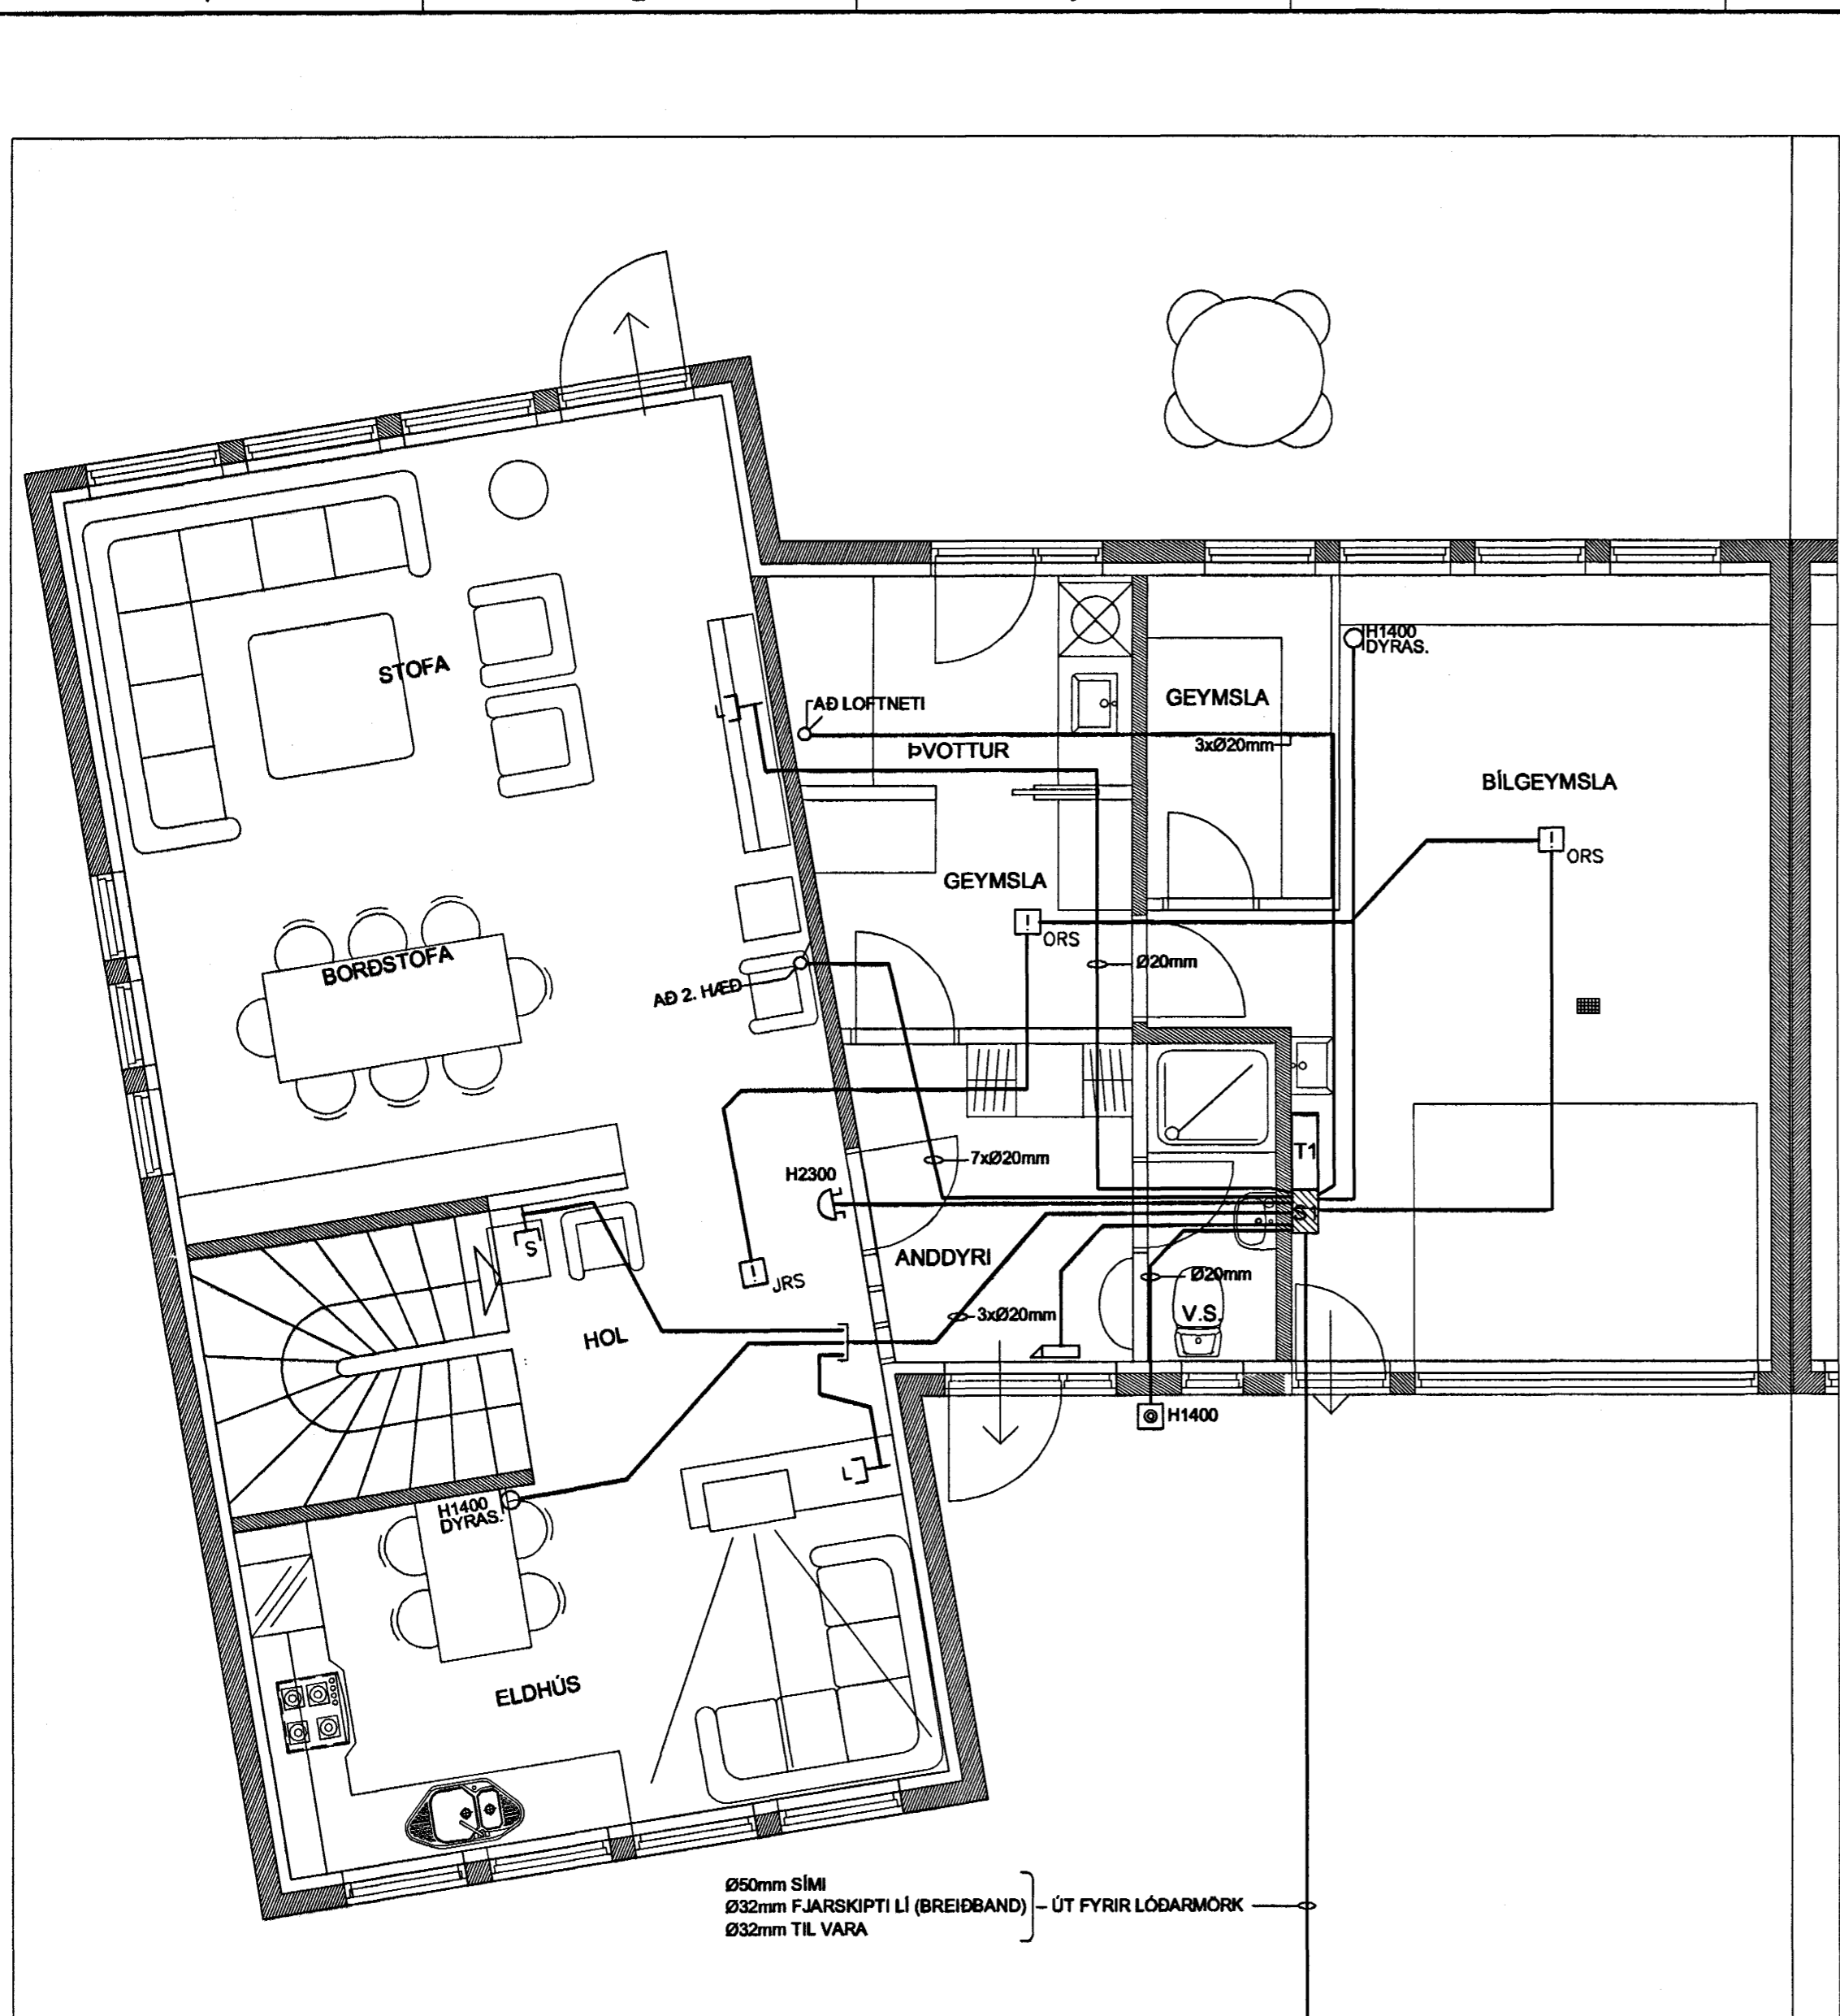 STOFA
H1400
DYRAS.
GEYMSLA
AÐ LOFTNETI
L
3xØ20mm
ÞVOTTUR
BÍLGEYMSLA
!
ORS
GEYMSLA
!
ORS
BORÐSTOFA
Ø20mm
AÐ 2. HÆÐ
T1
7xØ20mm
H2300
S1
S
ANDDYRI
!
JRS
Ø20mm
3xØ20mm
V.S.
HOL
H1400
L
H1400
DYRAS.
ELDHÚS
Ø50mm SÍMI
Ø32mm FJARSKIPTI LÍ (BREIÐBAND) - ÚT FYRIR LÓÐARMÖRK
Ø32mm TIL VARA